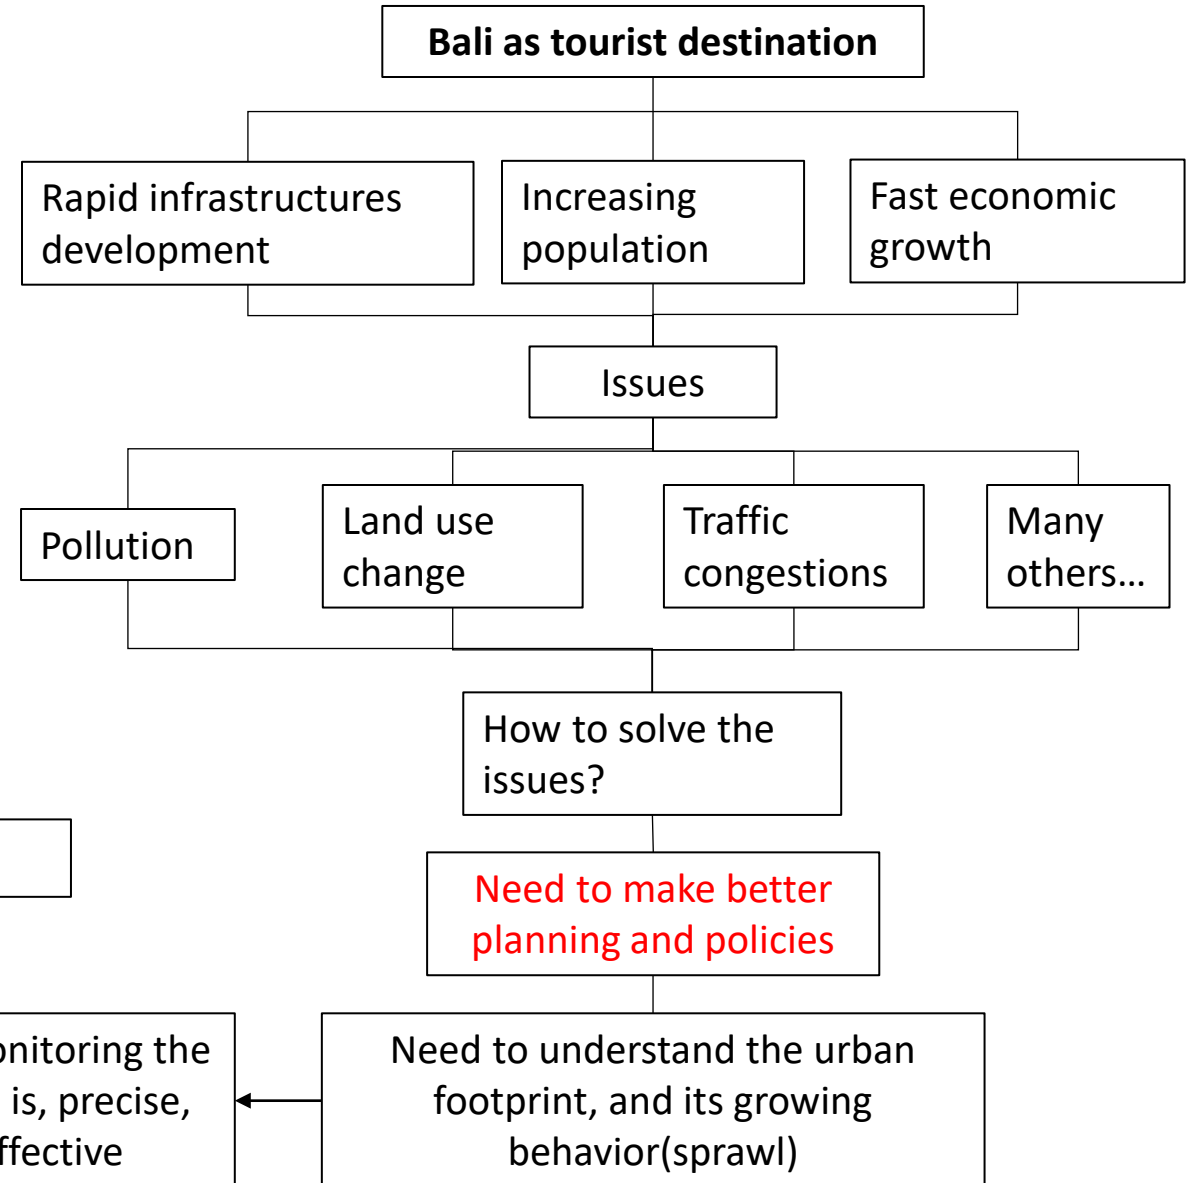 Bali as tourist destination
Rapid infrastructures
development
Increasing
population
Fast economic
growth
Issues
Pollution
Land use
change
Traffic
congestions
Many
others…
How to solve the
issues?
Need to make better
planning and policies
Need to understand the urban
footprint, and its growing
behavior(sprawl)
the
is, precise,